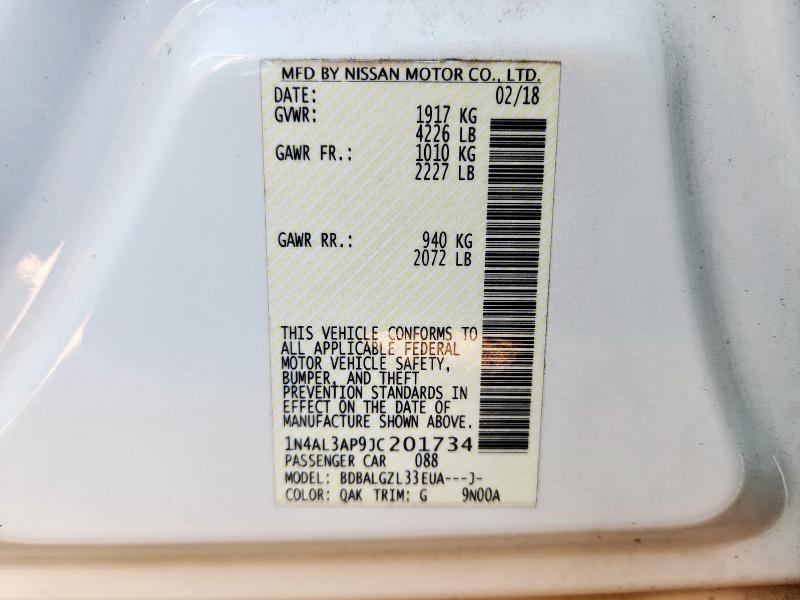 MFD BY NISSAN MOTOR CO., LTD.
DATE: 02/18
GVWR: 1917 KG
4226 LB
GAWR FR.: 1010 KG
2227 LB
GAWR RR.: 940 KG
2072 LB
THIS VEHICLE CONFORMS TO
ALL APPLICABLE FEDERAL
MOTOR VEHICLE SAFETY,
BUMPER, AND THEFT
PREVENTION STANDARDS IN
EFFECT ON THE DATE OF
MANUFACTURE SHOWN ABOVE.
1N4AL3AP9JC201734
PASSENGER CAR 088
MODEL: BDBALGZL33EUA---J-
COLOR: QAK TRIM: G 9N00A